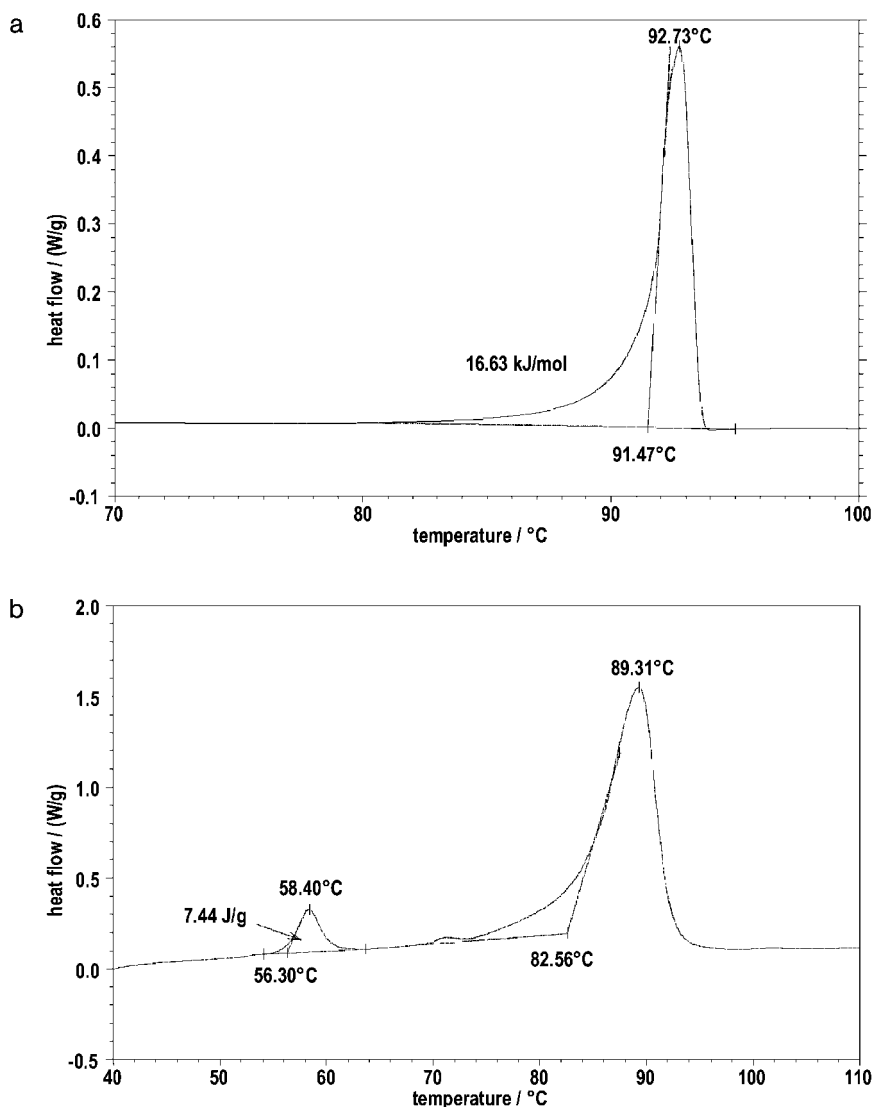 a
0.6
0.5
0.4
0.3
0.2
0.1
0.0
-0.1
heat flow / (W/g)
92.73°C
16.63 kJ/mol
91.47°C
70
80
90
100
temperature / °C
b
2.0
1.5
1.0
0.5
0.0
-0.5
heat flow / (W/g)
89.31°C
58.40°C
7.44 J/g
56.30°C
82.56°C
40
50
60
70
80
90
100
110
temperature / °C